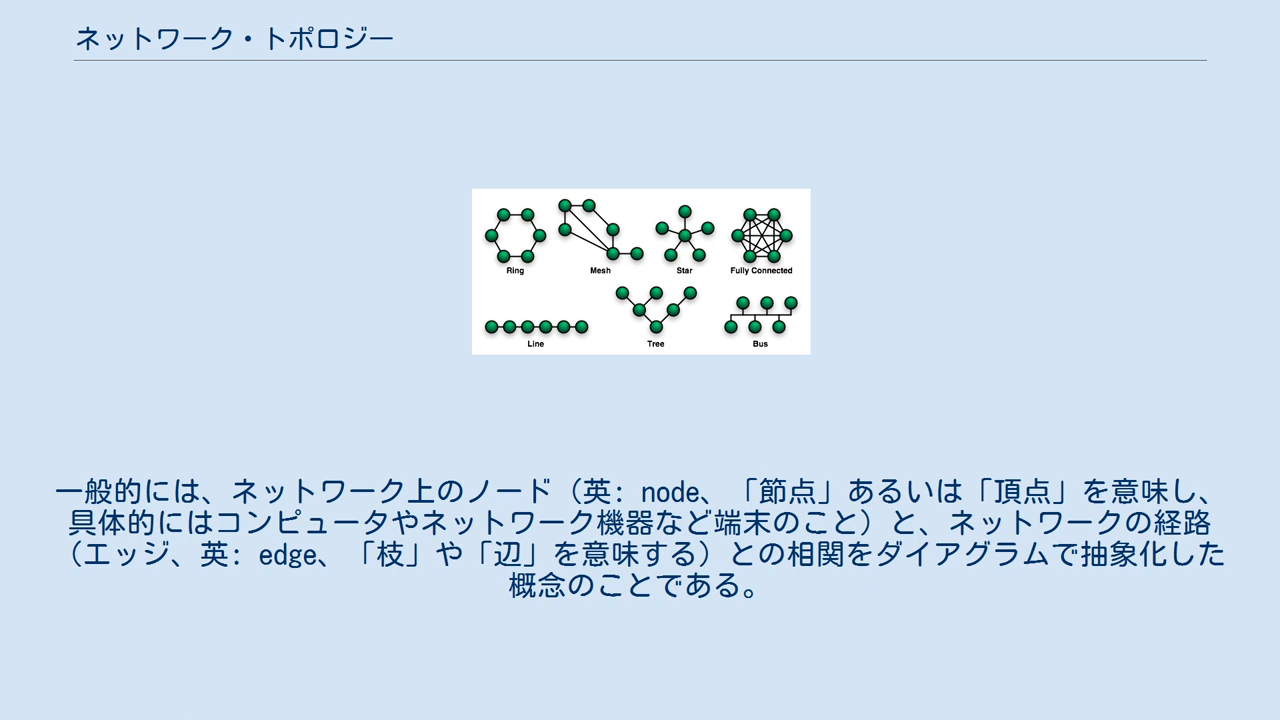 ネットワーク・トポロジー
Ring
Mesh
Star
Fully Connected
Line
Tree
Bus
一般的には、ネットワーク上のノード（英: node、「節点」あるいは「頂点」を意味し、
具体的にはコンピュータやネットワーク機器など端末のこと）と、ネットワークの経路
（エッジ、英: edge、「枝」や「辺」を意味する）との相関をダイアグラムで抽象化した
概念のことである。